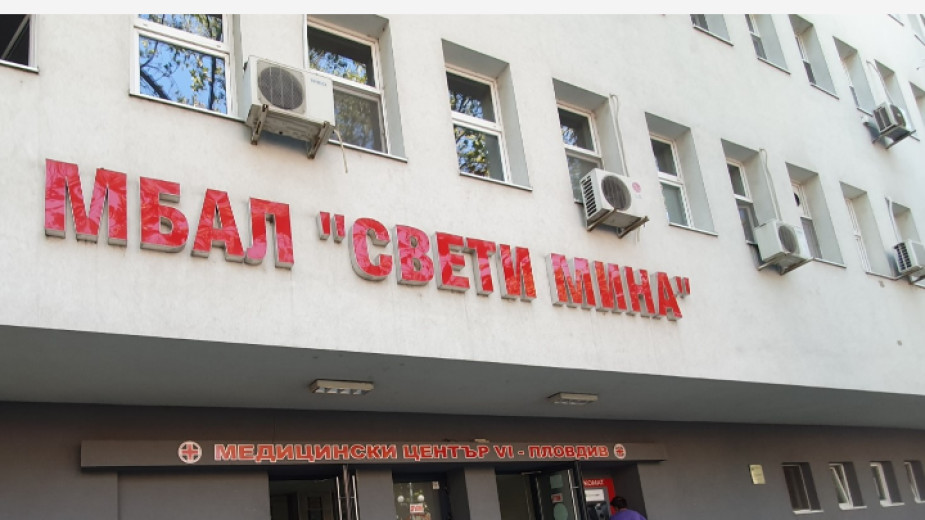 МБАЛ "СВЕТИ МИНА"
МЕДИЦИНСКИ ЦЕНТЪР VI - ПЛОВДИВ